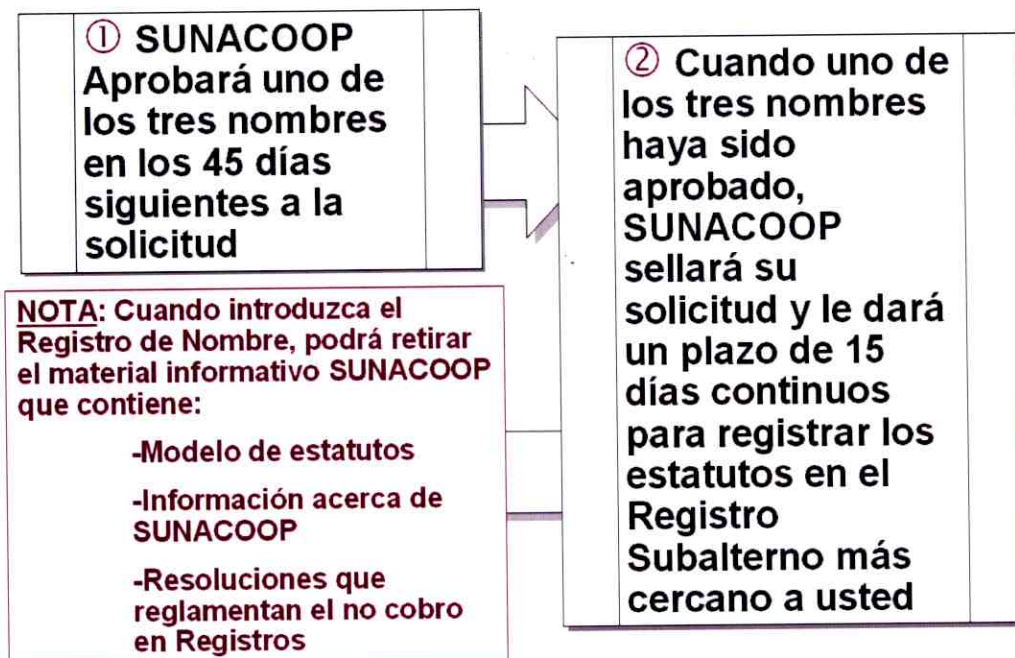 ① SUNACOOP
Aprobará uno de
los tres nombres
en los 45 días
siguientes a la
solicitud
② Cuando uno de
los tres nombres
haya sido
aprobado,
SUNACOOP
sellará su
solicitud y le dará
un plazo de 15
días continuos
para registrar los
estatutos en el
Registro
Subalterno más
cercano a usted
NOTA: Cuando introduzca el
Registro de Nombre, podrá retirar
el material informativo SUNACOOP
que contiene:
-Modelo de estatutos
-Información acerca de
SUNACOOP
-Resoluciones que
reglamentan el no cobro
en Registros